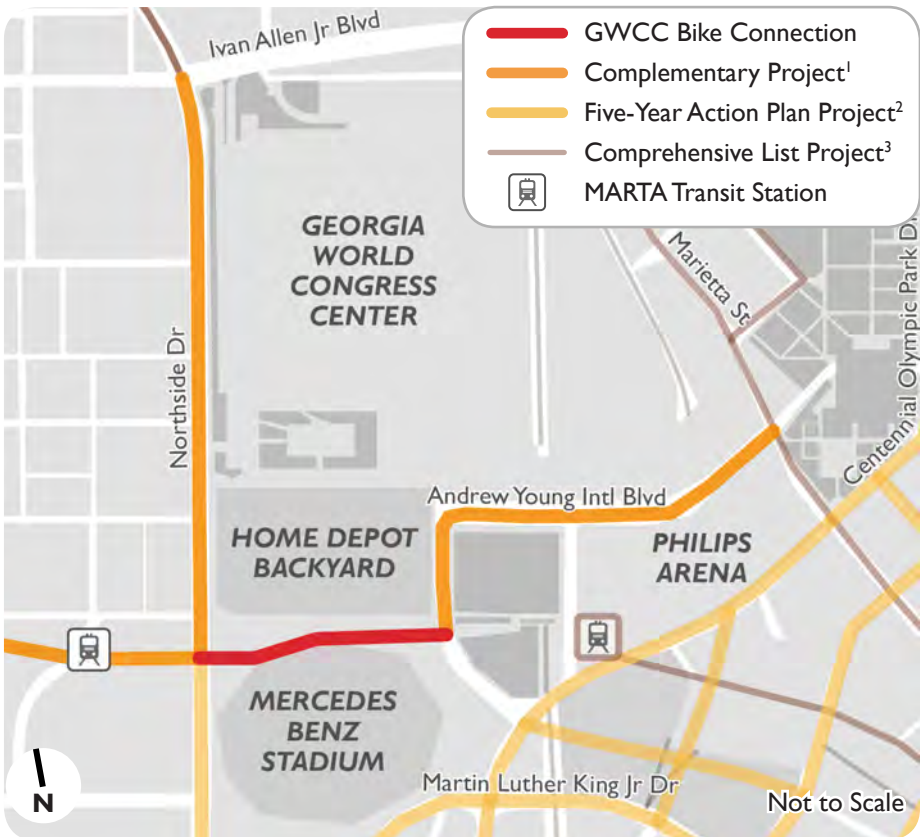 Ivan Allen Jr Blvd
GWCC Bike Connection
Complementary Project¹
Five-Year Action Plan Project²
Comprehensive List Project³
MARTA Transit Station
GEORGIA
WORLD
CONGRESS
CENTER
Marietta St
Centennial Olympic Park D
Northside Dr
Andrew Young Intl Blvd
HOME DEPOT
BACKYARD
PHILIPS
ARENA
MERCEDES
BENZ
STADIUM
Martin Luther King Jr Dr
N
Not to Scale